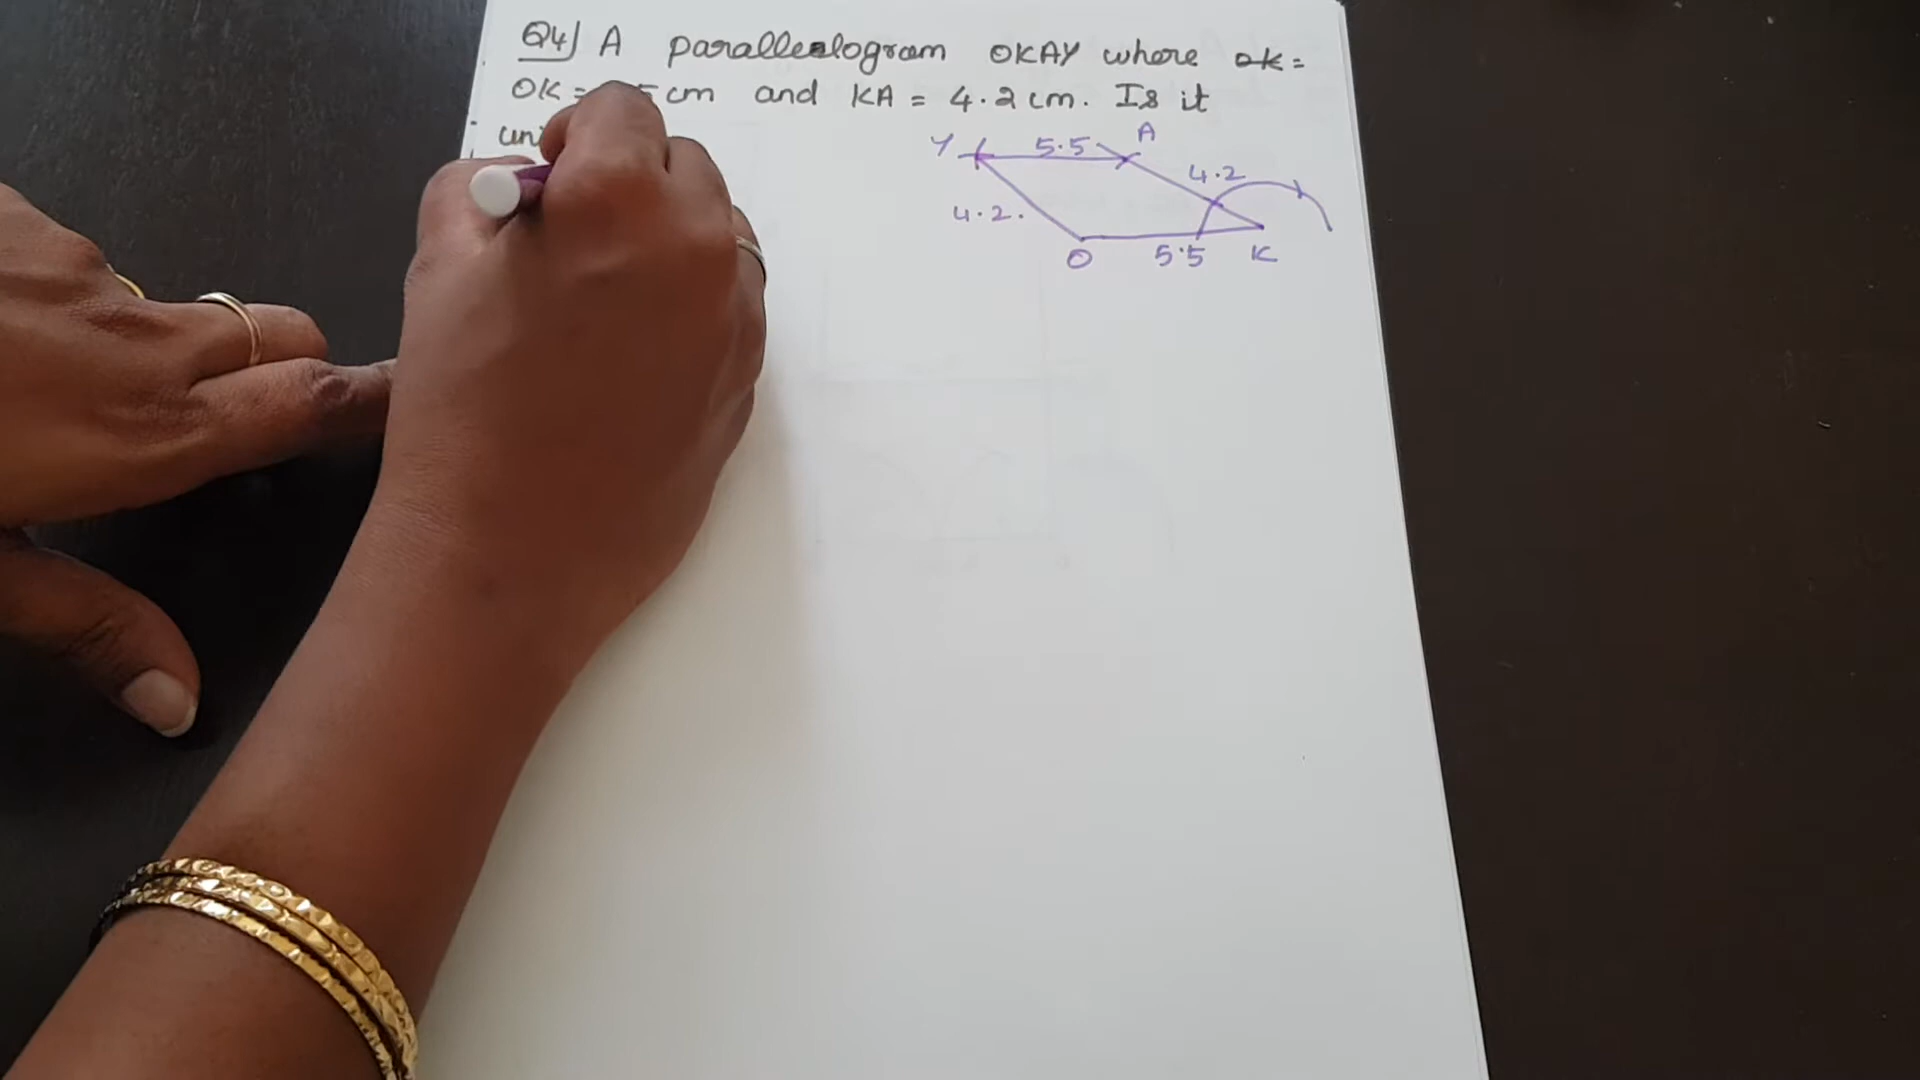 Q4) A parallelogram OKAY where ok =
OK = cm and KA = 4.2 cm. Is it
Y 5.5 A
4.2
4.2.
O 5.5 K